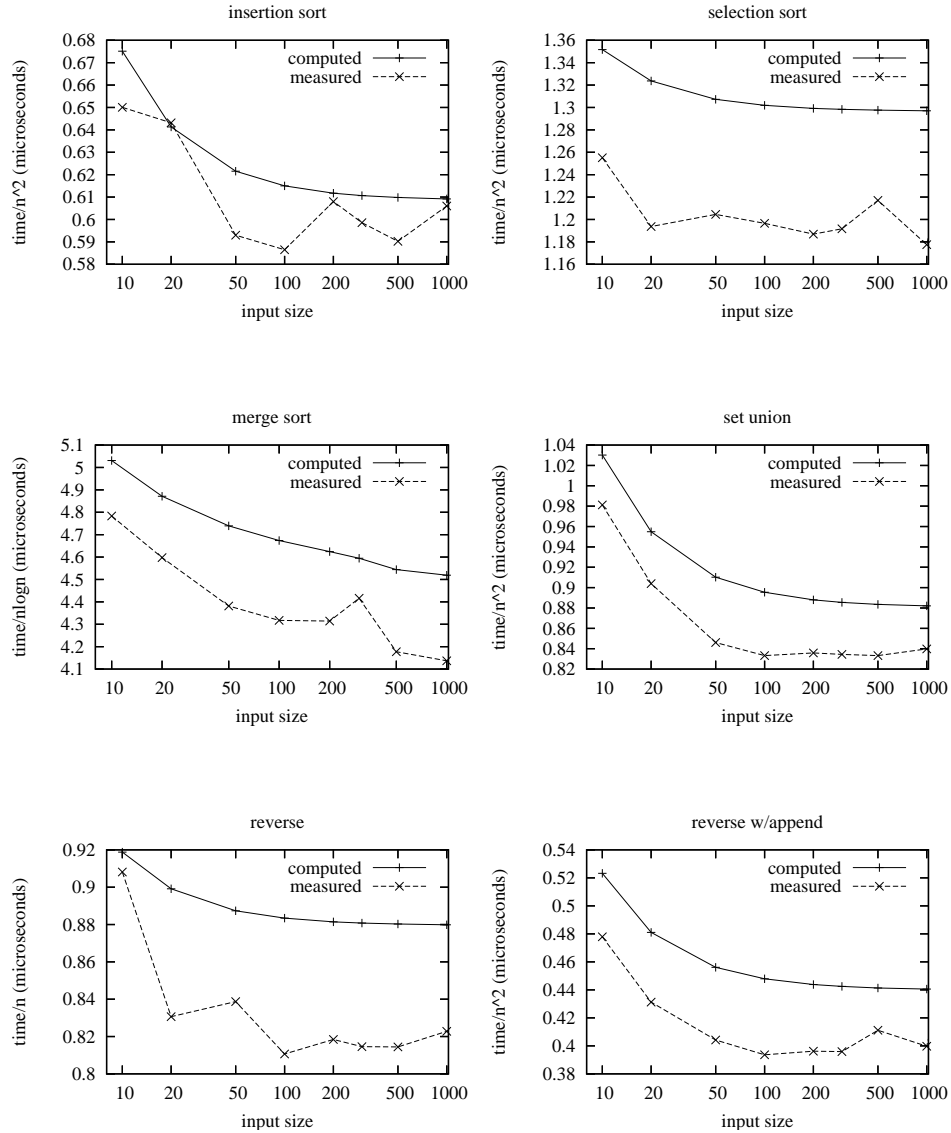 insertion sort
time/n^2 (microseconds)
0.68
0.67
0.66
0.65
0.64
0.63
0.62
0.61
0.6
0.59
0.58
computed
measured
10 20 50 100 200 500 1000
input size
selection sort
time/n^2 (microseconds)
1.36
1.34
1.32
1.3
1.28
1.26
1.24
1.22
1.2
1.18
1.16
computed
measured
10 20 50 100 200 500 1000
input size
merge sort
time/nlogn (microseconds)
5.1
5
4.9
4.8
4.7
4.6
4.5
4.4
4.3
4.2
4.1
computed
measured
10 20 50 100 200 500 1000
input size
set union
time/n^2 (microseconds)
1.04
1.02
1
0.98
0.96
0.94
0.92
0.9
0.88
0.86
0.84
0.82
computed
measured
10 20 50 100 200 500 1000
input size
reverse
time/n (microseconds)
0.92
0.9
0.88
0.86
0.84
0.82
0.8
computed
measured
10 20 50 100 200 500 1000
input size
reverse w/append
time/n^2 (microseconds)
0.54
0.52
0.5
0.48
0.46
0.44
0.42
0.4
0.38
computed
measured
10 20 50 100 200 500 1000
input size